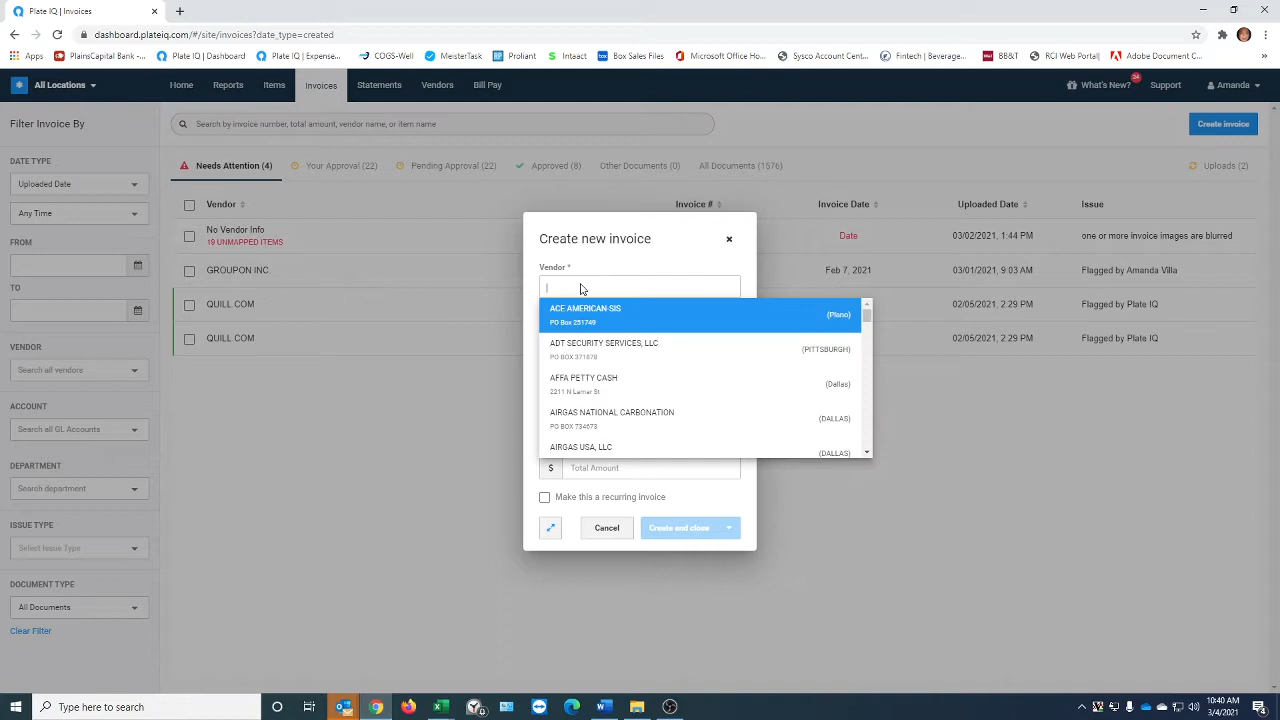 Plate IQ
dashboard.plateiq.com/#/site/invoices?date_type=created
Apps
PlainsCapital Bank -
Plate IQ | Dashboard
Plate IQ | Expense...
COGS-Well
MeisterTask
Proliant
Intaact
Box Sales Files
Microsoft Office Ho...
Sysco Account Cent...
Fintech | Beverage...
BB&T
RCI Web Portal
Adobe Document C...
»
All Locations
Home
Reports
Items
Invoices
Statements
Vendors
Bill Pay
What's New?
24
Support
Amanda
Filter Invoice By
Search by invoice number, total amount, vendor name, or item name
Create invoice
DATE TYPE
Uploaded Date
Any Time
FROM
TO
VENDOR
Search all vendors
ACCOUNT
Search all GL Accounts
DEPARTMENT
Search department
ISSUE TYPE
Select Issue Type
DOCUMENT TYPE
All Documents
Clear Filter
Needs Attention (4)
Your Approval (22)
Pending Approval (22)
Approved (8)
Other Documents (0)
All Documents (1576)
Uploads (2)
Vendor
Invoice #
Invoice Date
Uploaded Date
Issue
No Vendor Info
19 UNMAPPED ITEMS
Date
03/02/2021, 1:44 PM
one or more invoice images are blurred
GROUPON INC.
Feb 7, 2021
03/01/2021, 9:03 AM
Flagged by Amanda Villa
QUILL.COM
02/05/2021, 2:29 PM
Flagged by Plate IQ
QUILL.COM
02/05/2021, 2:29 PM
Flagged by Plate IQ
Create new invoice
Vendor *
ACE AMERICAN-SIS
PO Box 251749
(Plano)
ADT SECURITY SERVICES, LLC
PO BOX 371878
(PITTSBURGH)
AFFA PETTY CASH
2211 N Lamar St
(Dallas)
AIRGAS NATIONAL CARBONATION
PO BOX 734673
(DALLAS)
AIRGAS USA, LLC
(DALLAS)
$
Total Amount
Make this a recurring invoice
Cancel
Create and close
Type here to search
10:40 AM
3/4/2021